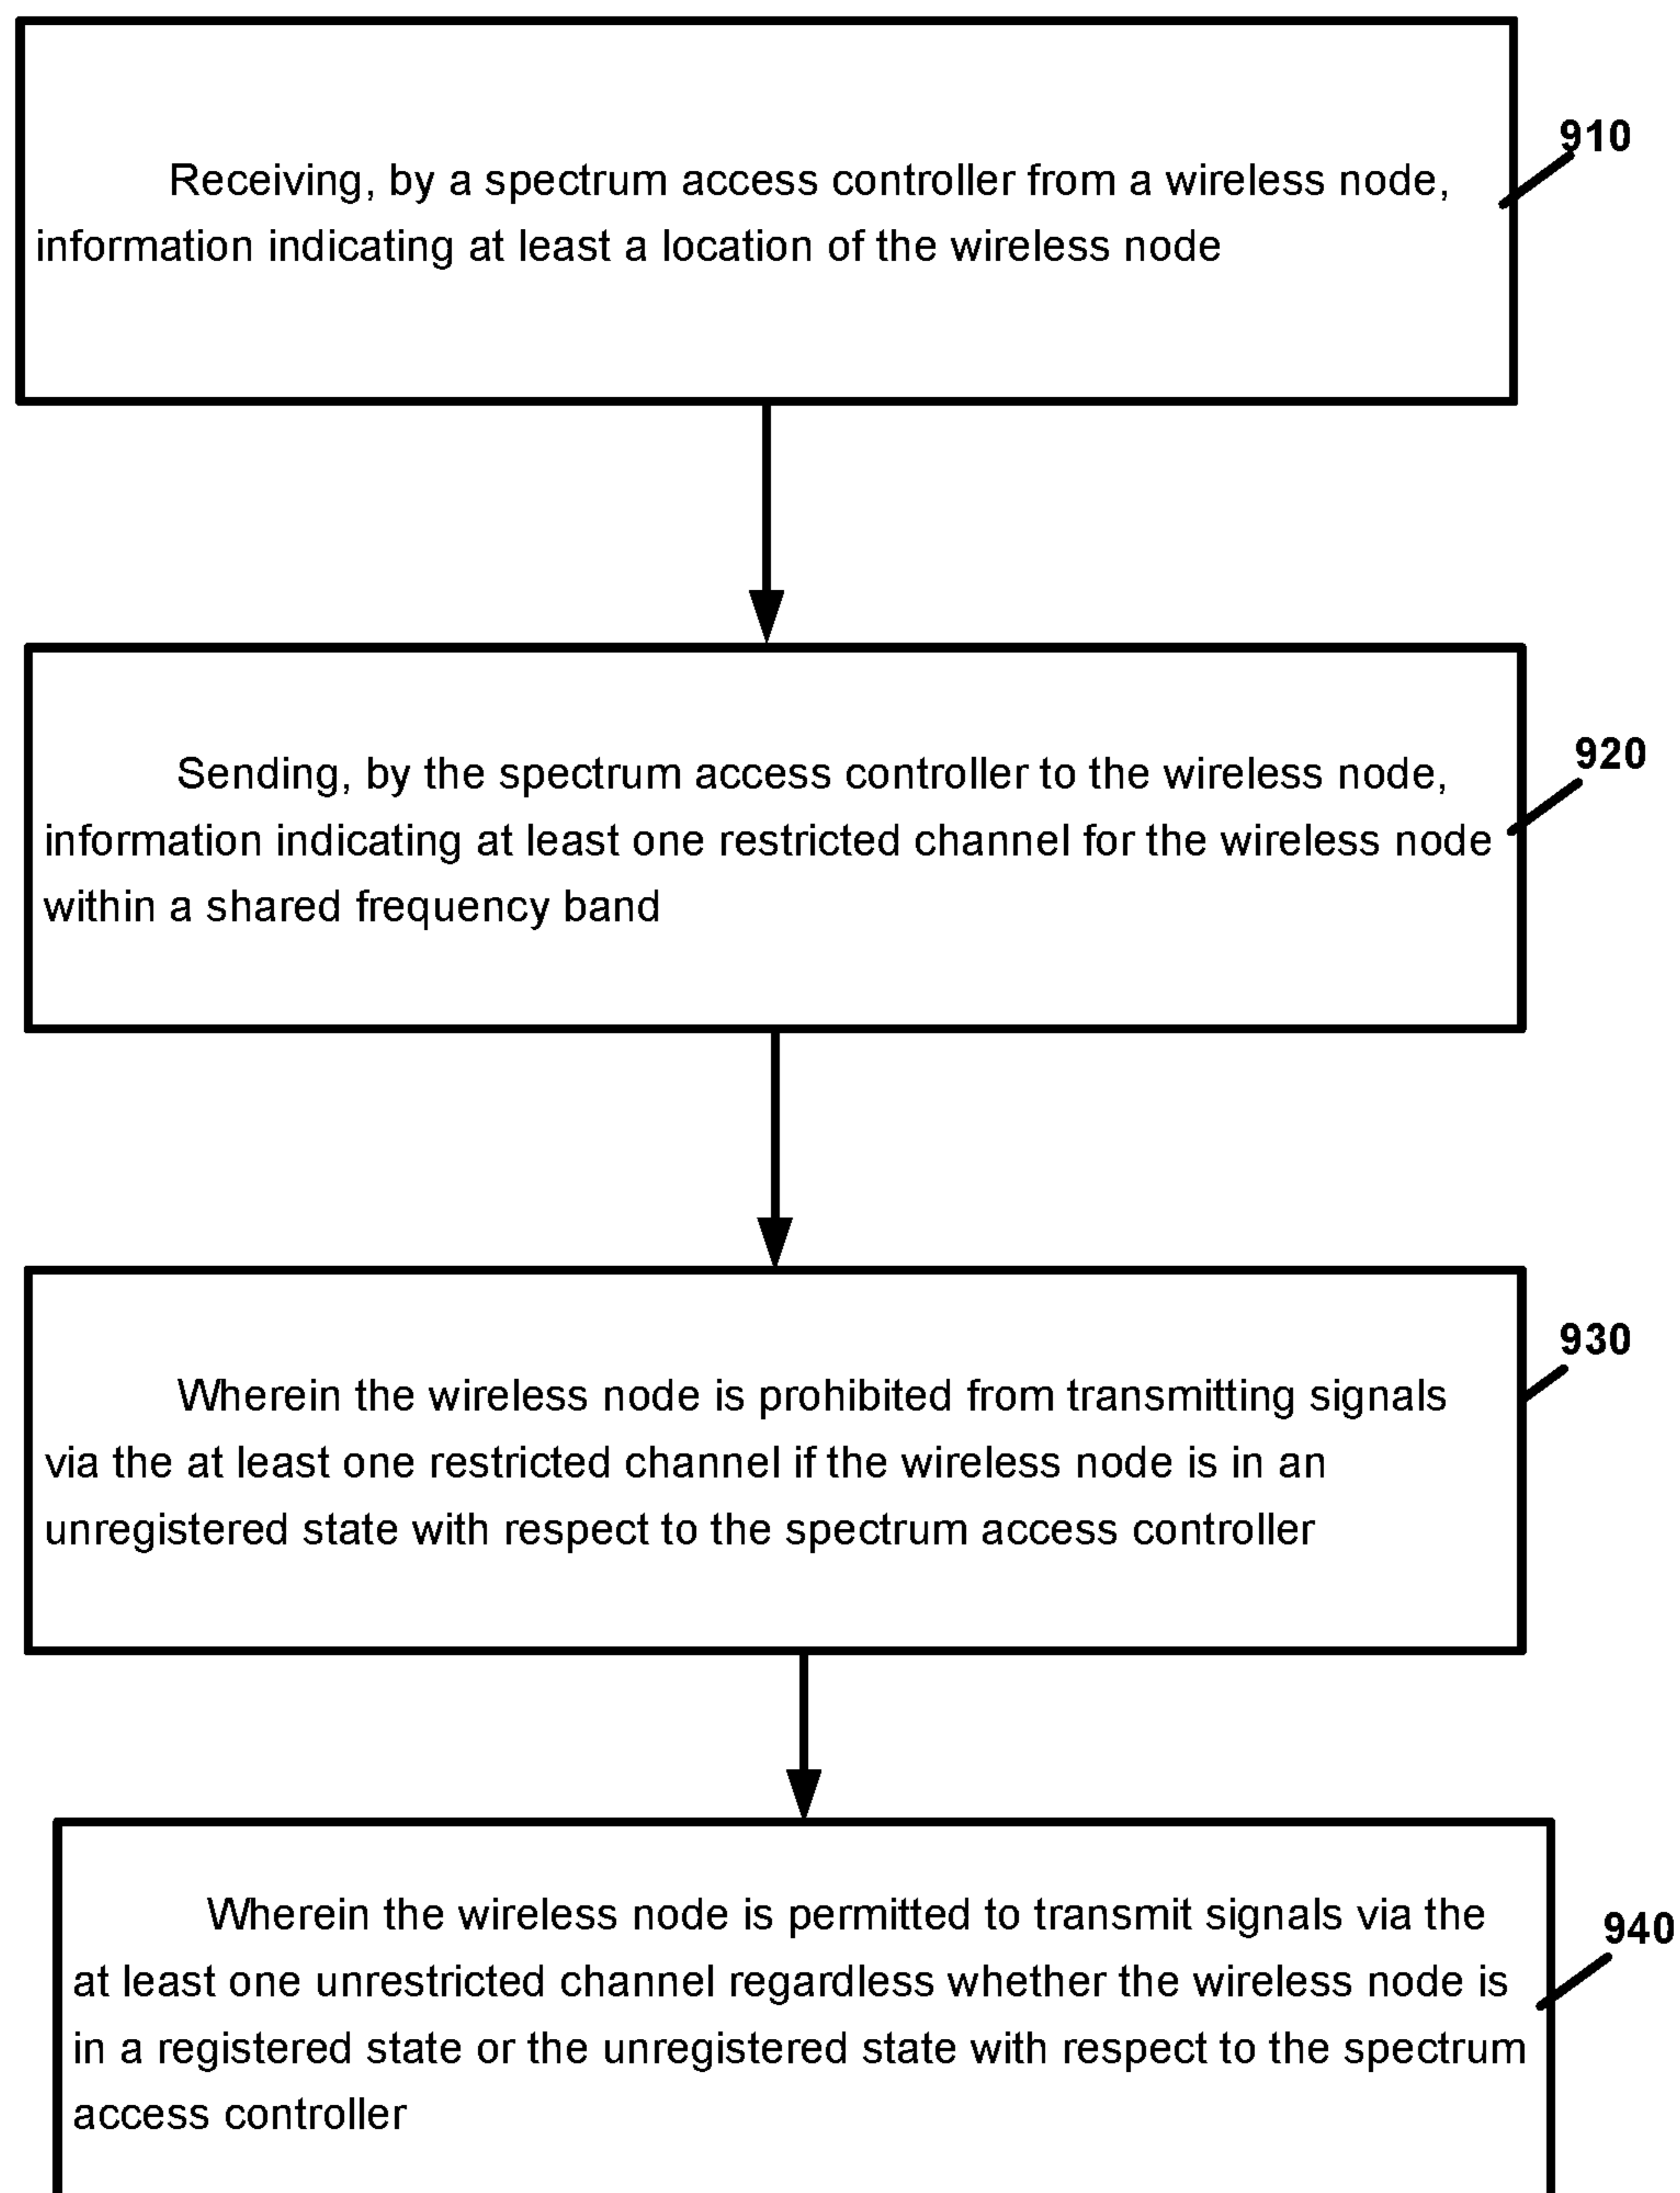 910
Receiving, by a spectrum access controller from a wireless node,
information indicating at least a location of the wireless node
920
Sending, by the spectrum access controller to the wireless node,
information indicating at least one restricted channel for the wireless node
within a shared frequency band
930
Wherein the wireless node is prohibited from transmitting signals
via the at least one restricted channel if the wireless node is in an
unregistered state with respect to the spectrum access controller
940
Wherein the wireless node is permitted to transmit signals via the
at least one unrestricted channel regardless whether the wireless node is
in a registered state or the unregistered state with respect to the spectrum
access controller